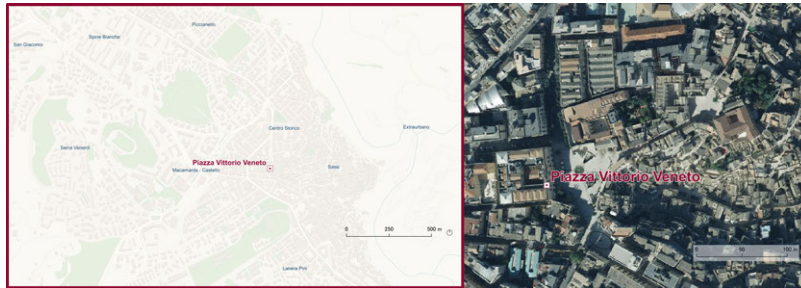 Piccianello
Spine Bianche
San Giacomo
Centro Storico
Extraurbano
Serra Venerdì
Piazza Vittorio Veneto
Macamarda - Castello
Sassi
0 250 500 m
Lanera Pini
Piazza Vittorio Veneto
0 50 100 m